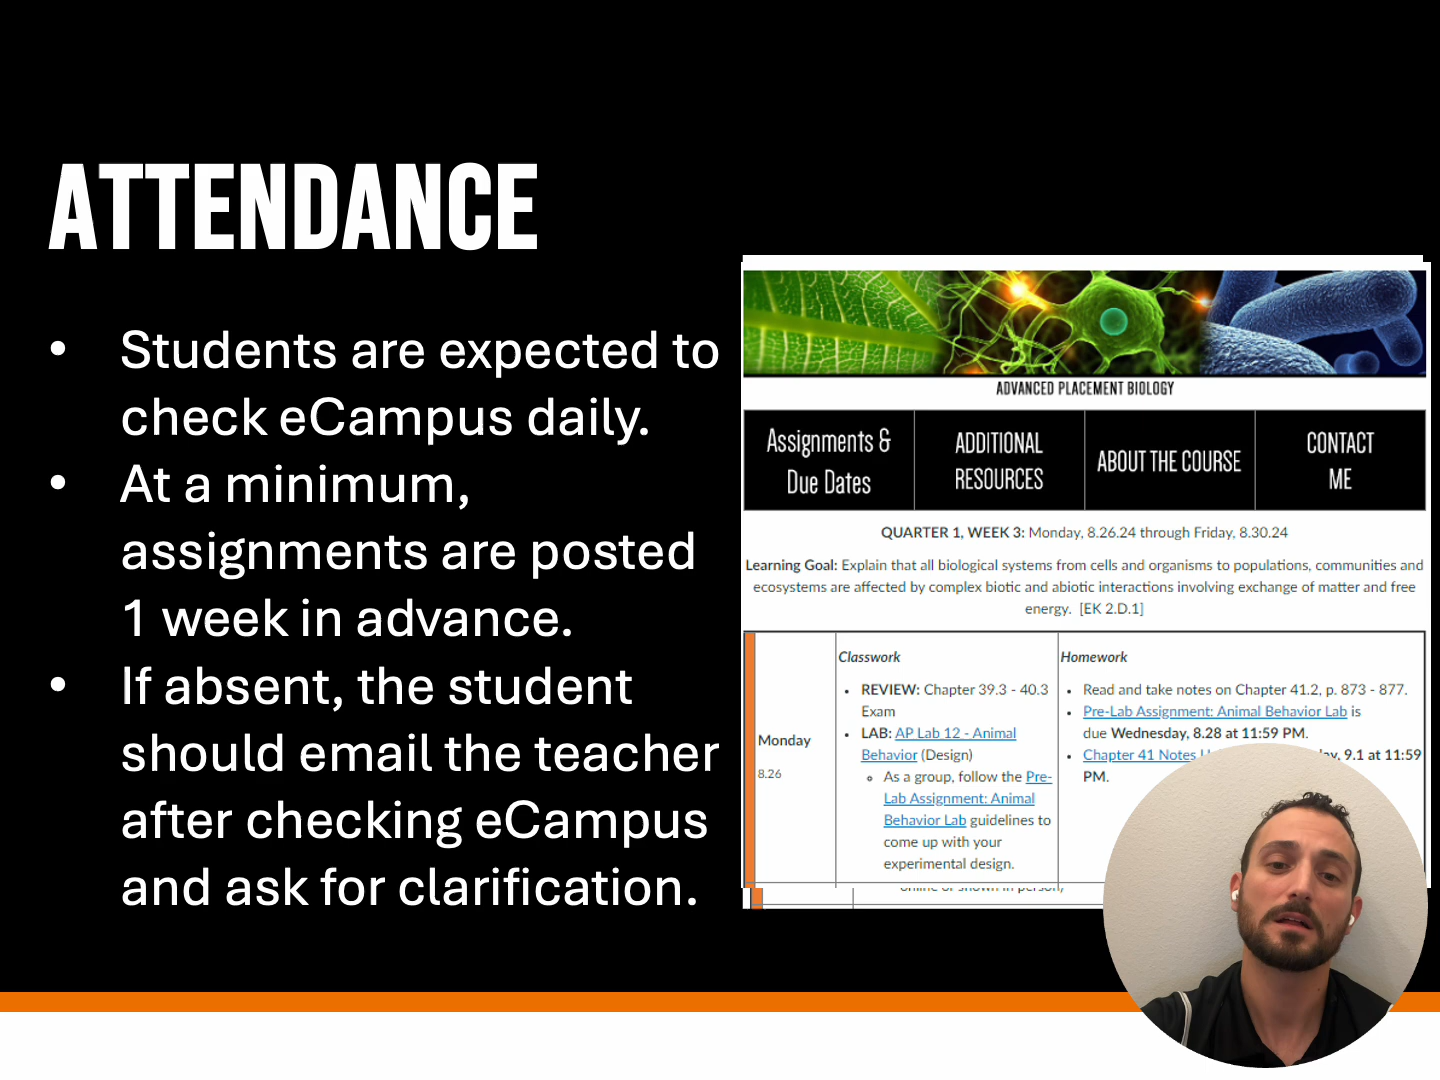 ATTENDANCE
• Students are expected to
check eCampus daily.
• At a minimum,
assignments are posted
1 week in advance.
• If absent, the student
should email the teacher
after checking eCampus
and ask for clarification.
ADVANCED PLACEMENT BIOLOGY
Assignments &
Due Dates
ADDITIONAL
RESOURCES
ABOUT THE COURSE
CONTACT
ME
QUARTER 1, WEEK 3: Monday, 8.26.24 through Friday, 8.30.24
Learning Goal: Explain that all biological systems from cells and organisms to populations, communities and
ecosystems are affected by complex biotic and abiotic interactions involving exchange of matter and free
energy. [EK 2.D.1]
Monday
8.26
Classwork
• REVIEW: Chapter 39.3 - 40.3
Exam
• LAB: AP Lab 12 - Animal
Behavior (Design)
As a group, follow the Pre-
Lab Assignment: Animal
Behavior Lab guidelines to
come up with your
experimental design.
Homework
• Read and take notes on Chapter 41.2, p. 873 - 877.
• Pre-Lab Assignment: Animal Behavior Lab is
due Wednesday, 8.28 at 11:59 PM.
• Chapter 41 Notes 9.1 at 11:59
PM.